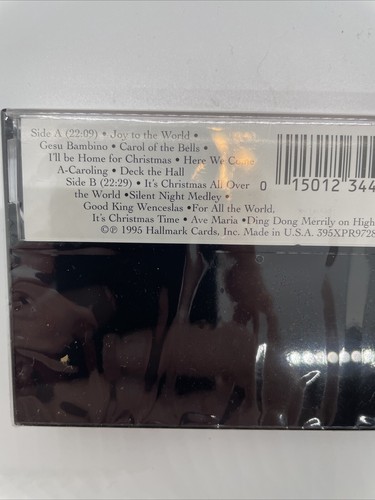 Side A (22:09) • Joy to the World •
Gesu Bambino • Carol of the Bells •
I'll be Home for Christmas • Here We Come
A-Caroling • Deck the Hall
Side B (22:29) • It's Christmas All Over
the World •Silent Night Medley •
Good King Wenceslas •For All the World,
It's Christmas Time • Ave Maria •Ding Dong Merrily on High
©℗ 1995 Hallmark Cards, Inc. Made in U.S.A. 395XPR9728
0 15012 344